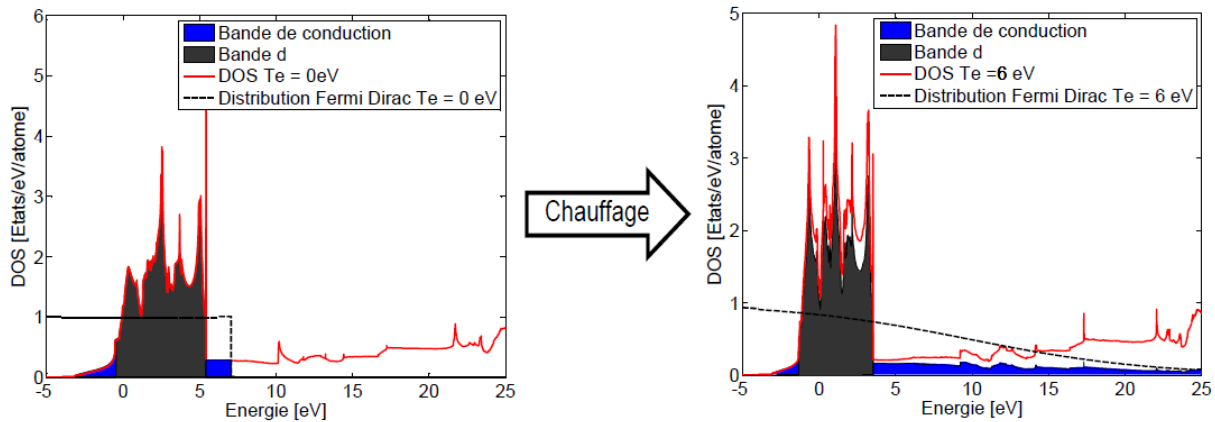 6
Bande de conduction
Bande d
DOS Te = 0eV
Distribution Fermi Dirac Te = 0 eV
5
4
3
2
1
0
DOS [Etats/eV/atome]
-5 0 5 10 15 20 25
Energie [eV]
Chauffage
5
Bande de conduction
Bande d
DOS Te =6 eV
Distribution Fermi Dirac Te = 6 eV
4
3
2
1
0
DOS [Etats/eV/atome]
-5 0 5 10 15 20 25
Energie [eV]